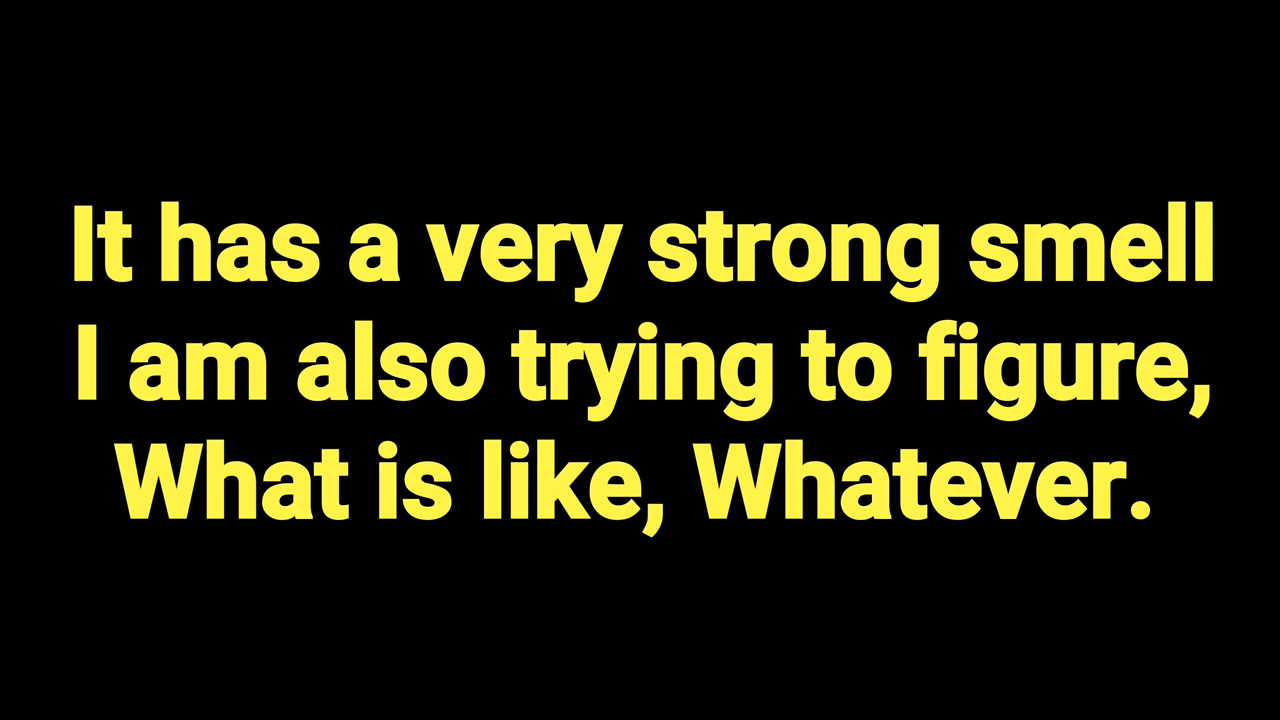 It has a very strong smell
I am also trying to figure,
What is like, Whatever.